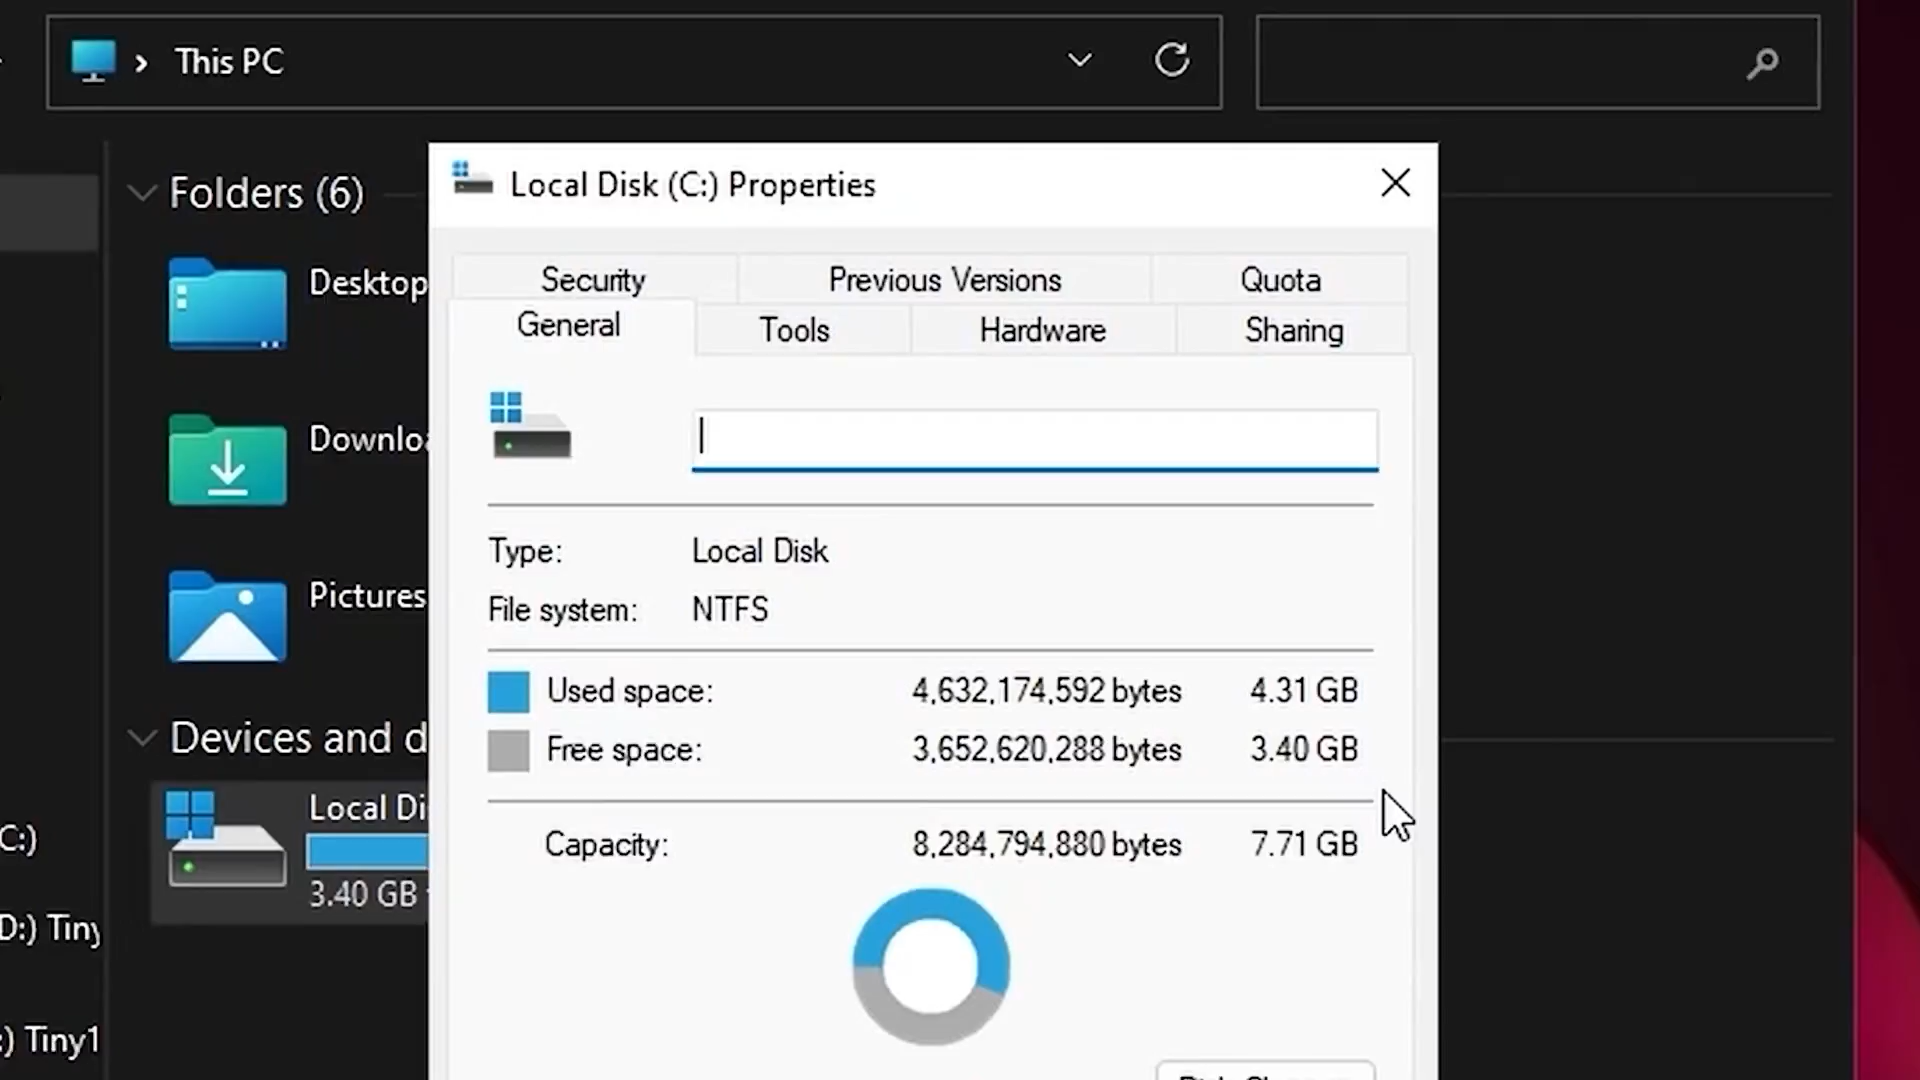 This PC
Folders (6)
Desktop
Downlo
Pictures
Devices and d
Local Di
3.40 GB
C:)
D:) Tiny
:) Tiny1
Local Disk (C:) Properties
Security Previous Versions Quota
General Tools Hardware Sharing
Type: Local Disk
File system: NTFS
Used space: 4,632,174,592 bytes 4.31 GB
Free space: 3,652,620,288 bytes 3.40 GB
Capacity: 8,284,794,880 bytes 7.71 GB